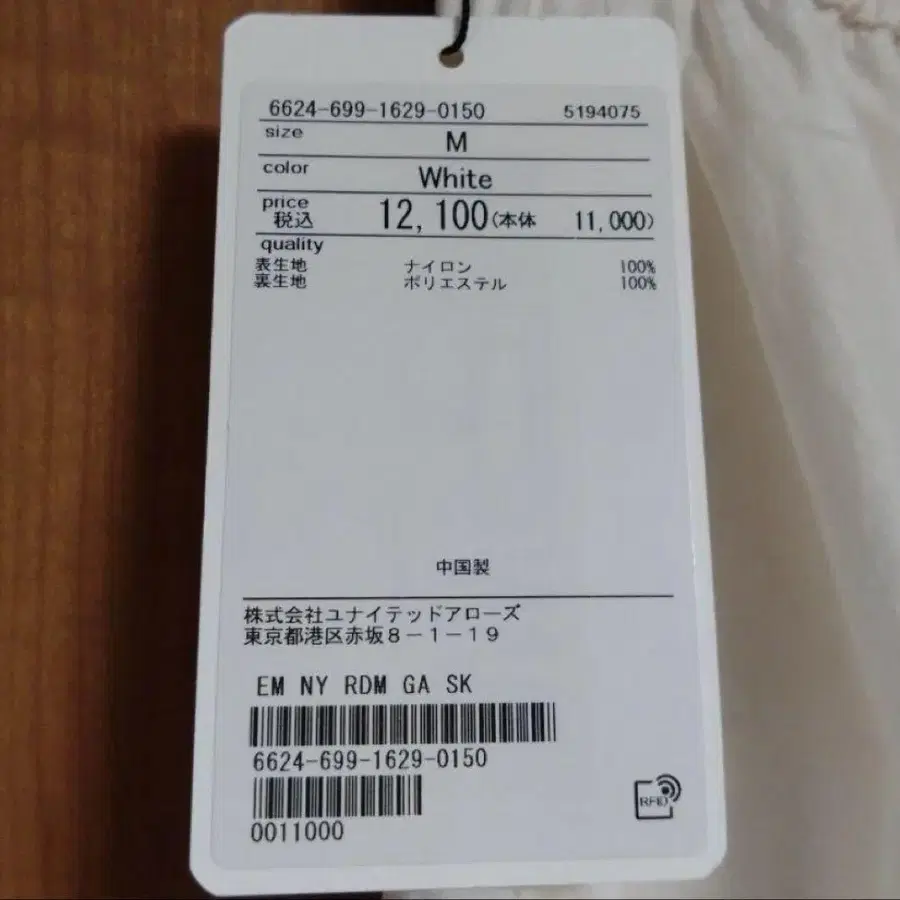 6624-699-1629-0150 5194075
size M
color White
price
税込 12,100(本体 11,000)
quality
表生地 ナイロン 100%
裏生地 ポリエステル 100%
中国製
株式会社ユナイテッドアローズ
東京都港区赤坂8－1－19
EM NY RDM GA SK
6624-699-1629-0150
0011000
RFID